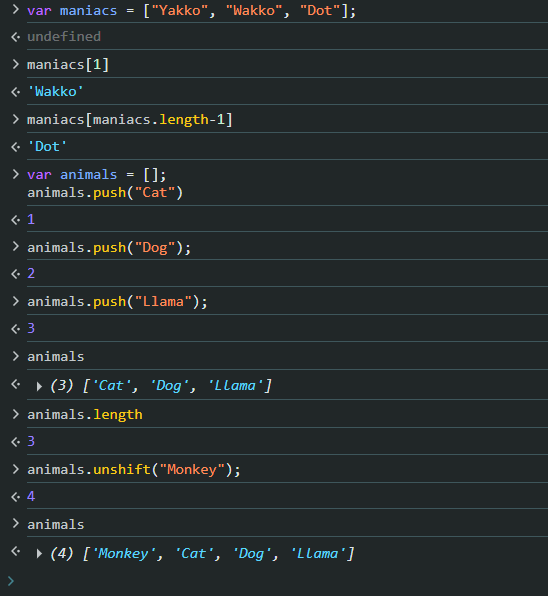 > var maniacs = ["Yakko", "Wakko", "Dot"];
<· undefined
> maniacs[1]
<· 'Wakko'
> maniacs[maniacs.length-1]
<· 'Dot'
> var animals = [];
animals.push("Cat")
<· 1
> animals.push("Dog");
<· 2
> animals.push("Llama");
<· 3
> animals
<· ▶ (3) ['Cat', 'Dog', 'Llama']
> animals.length
<· 3
> animals.unshift("Monkey");
<· 4
> animals
<· ▶ (4) ['Monkey', 'Cat', 'Dog', 'Llama']
>